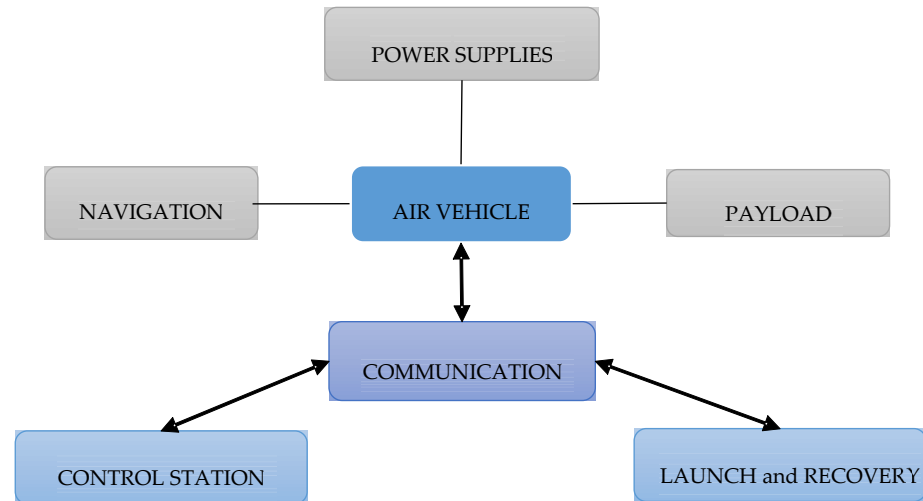 POWER SUPPLIES
NAVIGATION
AIR VEHICLE
PAYLOAD
COMMUNICATION
CONTROL STATION
LAUNCH and RECOVERY